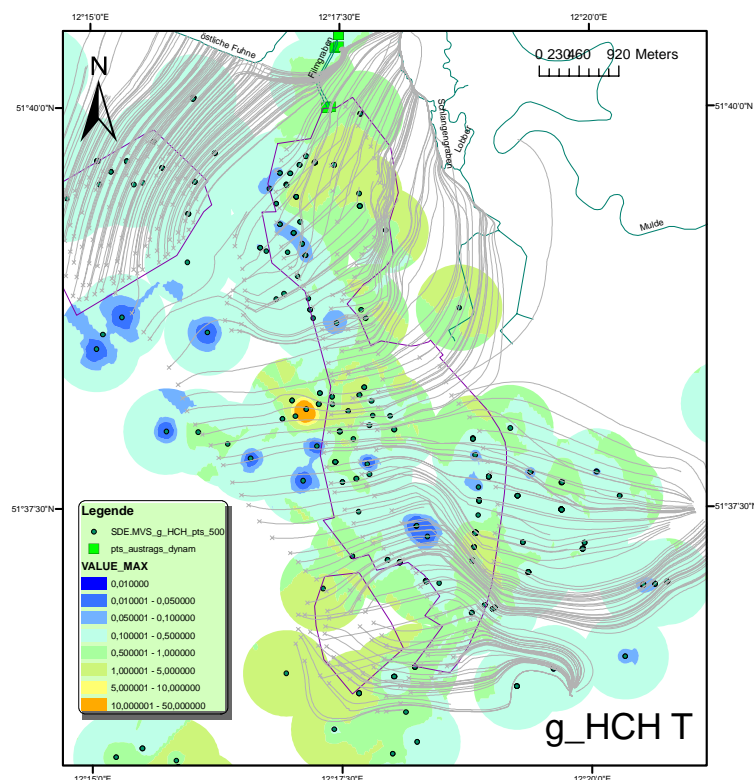 12°15'0"E
12°17'30"E
12°20'0"E
östliche Fuhne
Filmgraben
0 230460 920 Meters
N
51°40'0"N
51°40'0"N
Schlangengraben
Lobber
Mulde
51°37'30"N
51°37'30"N
Legende
SDE.MVS_g_HCH_pts_500
pts_austrags_dynam
VALUE_MAX
0,010000
0,010001 - 0,050000
0,050001 - 0,100000
0,100001 - 0,500000
0,500001 - 1,000000
1,000001 - 5,000000
5,000001 - 10,000000
10,000001 - 50,000000
g_HCH T
12°15'0"E
12°17'30"E
12°20'0"E